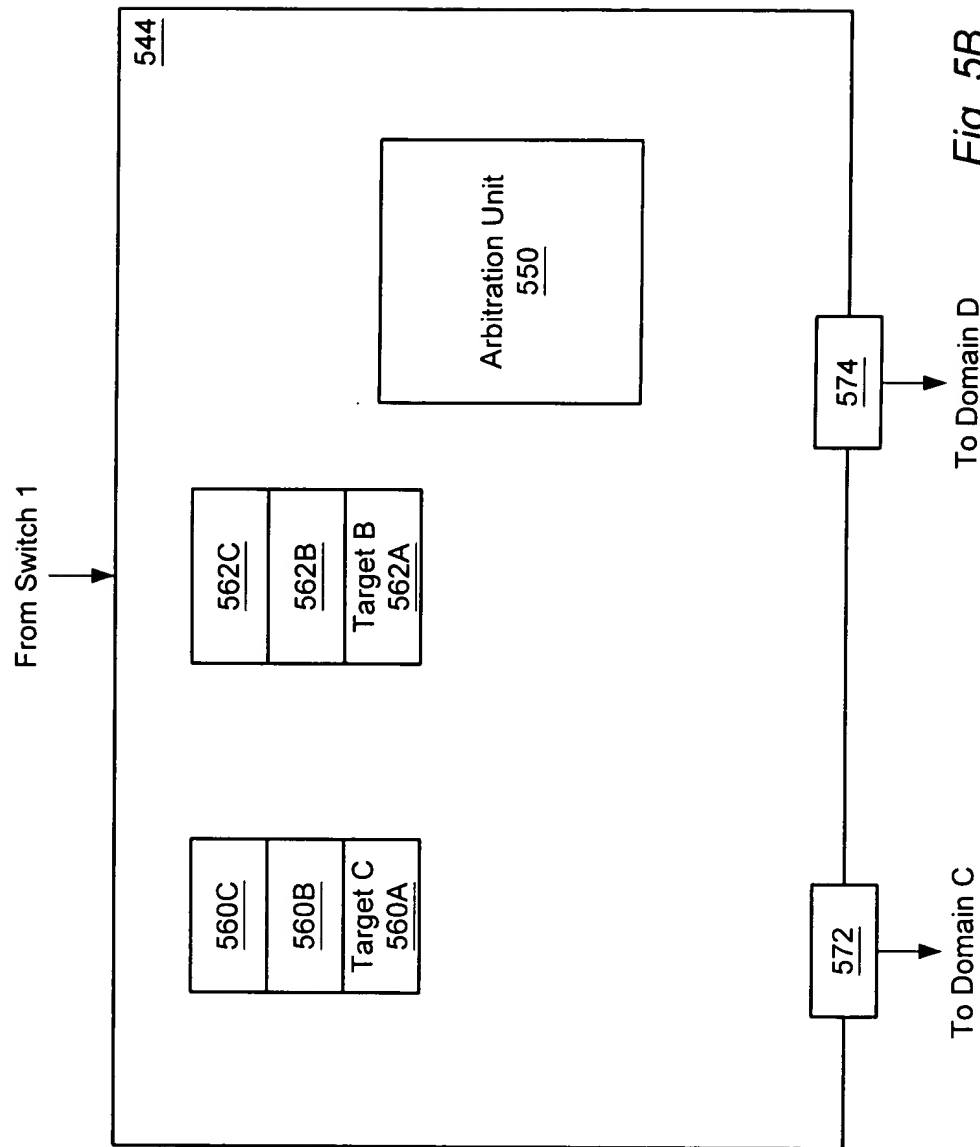 From Switch 1
544
560C
560B
Target C
560A
562C
562B
Target B
562A
Arbitration Unit
550
572
574
To Domain C
To Domain D
Fig. 5B